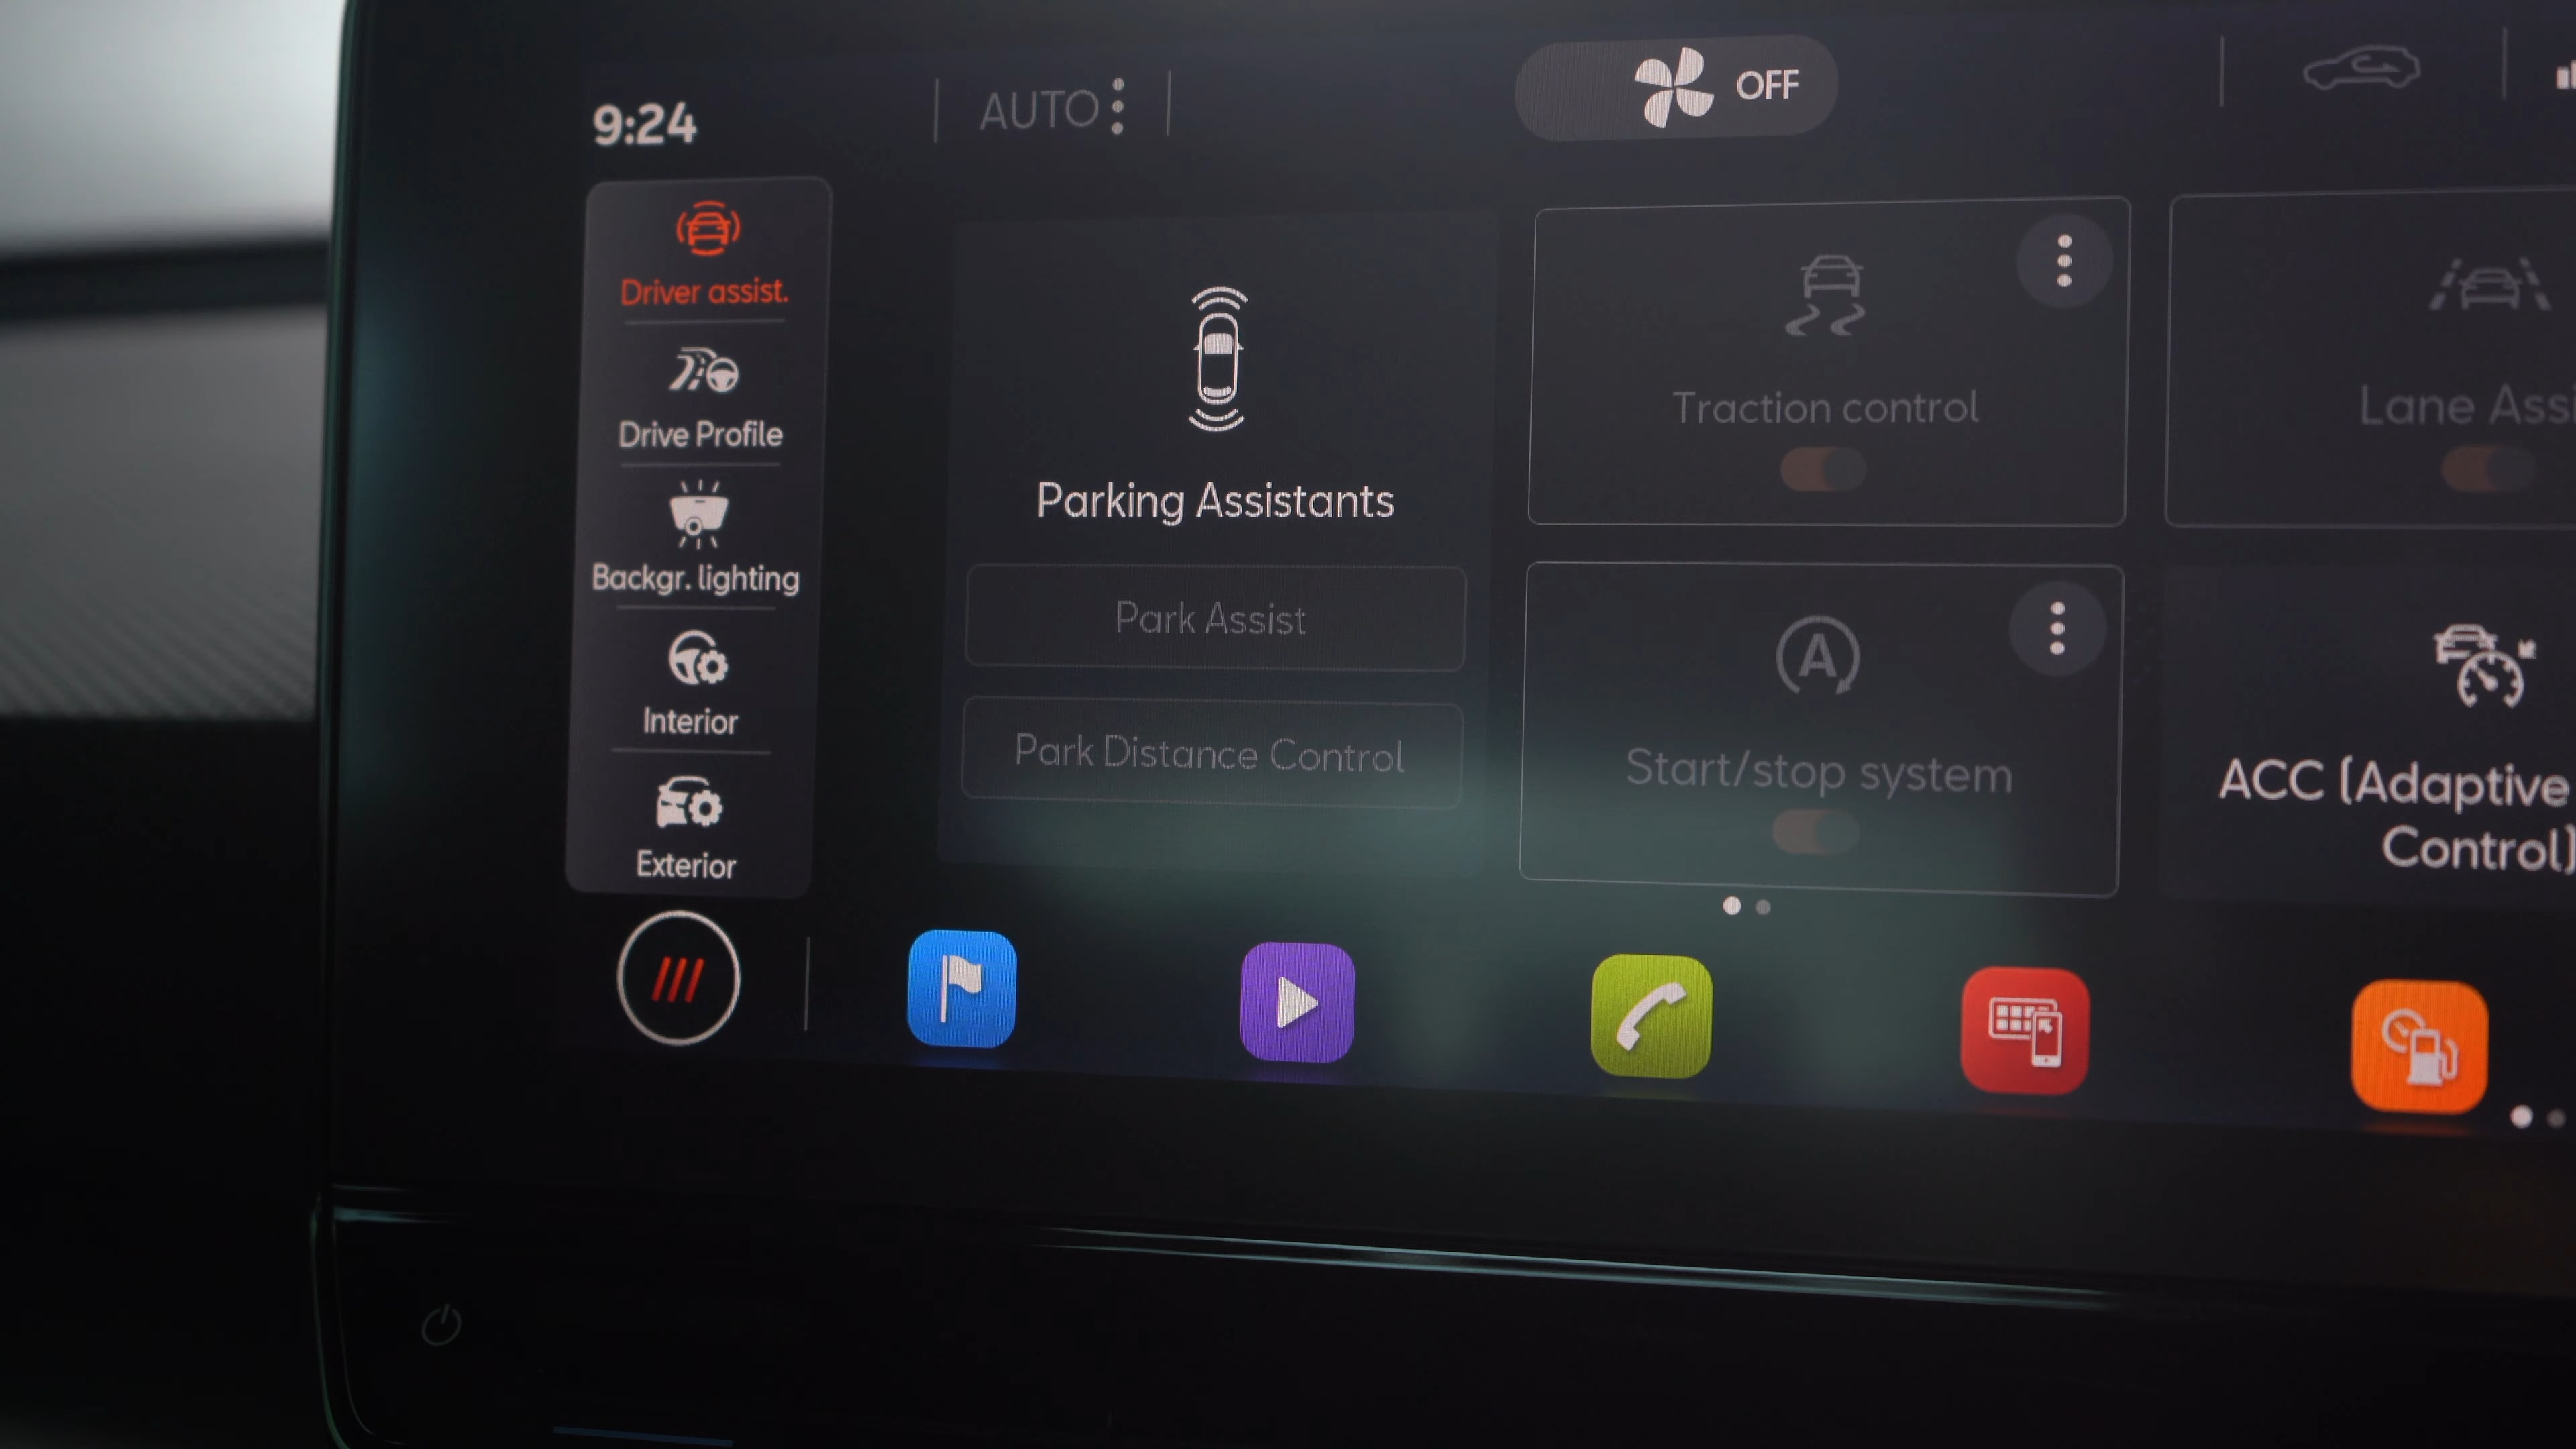 9:24
AUTO
OFF
Driver assist.
Drive Profile
Backgr. lighting
Interior
Exterior
Parking Assistants
Park Assist
Park Distance Control
Traction control
A
Start/stop system
Lane Assi
ACC (Adaptive
Control)